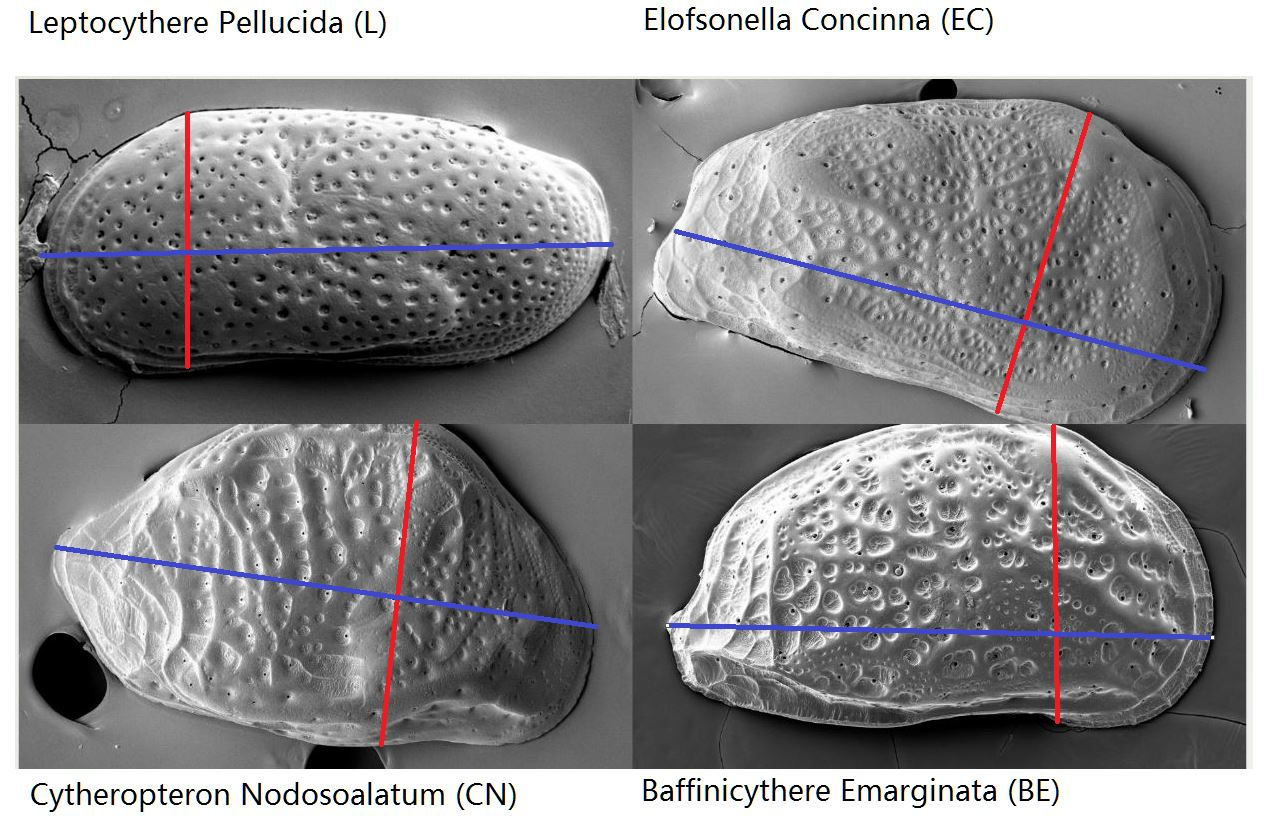 Leptocythere Pellucida (L)
Elofsonella Concinna (EC)
Cytheropteron Nodosoalatum (CN)
Baffinicythere Emarginata (BE)